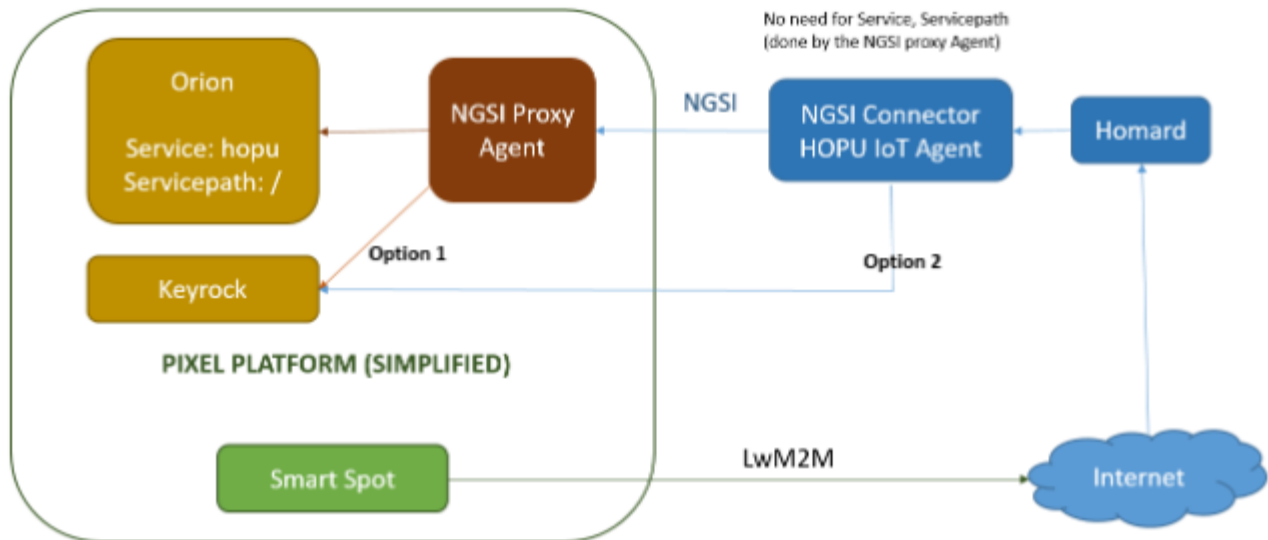 No need for Service, Servicepath
(done by the NGSI proxy Agent)
Orion
Service: hopu
Servicepath: /
NGSI Proxy
Agent
NGSI
NGSI Connector
HOPU IoT Agent
Homard
Option 1
Option 2
Keyrock
PIXEL PLATFORM (SIMPLIFIED)
Smart Spot
LwM2M
Internet